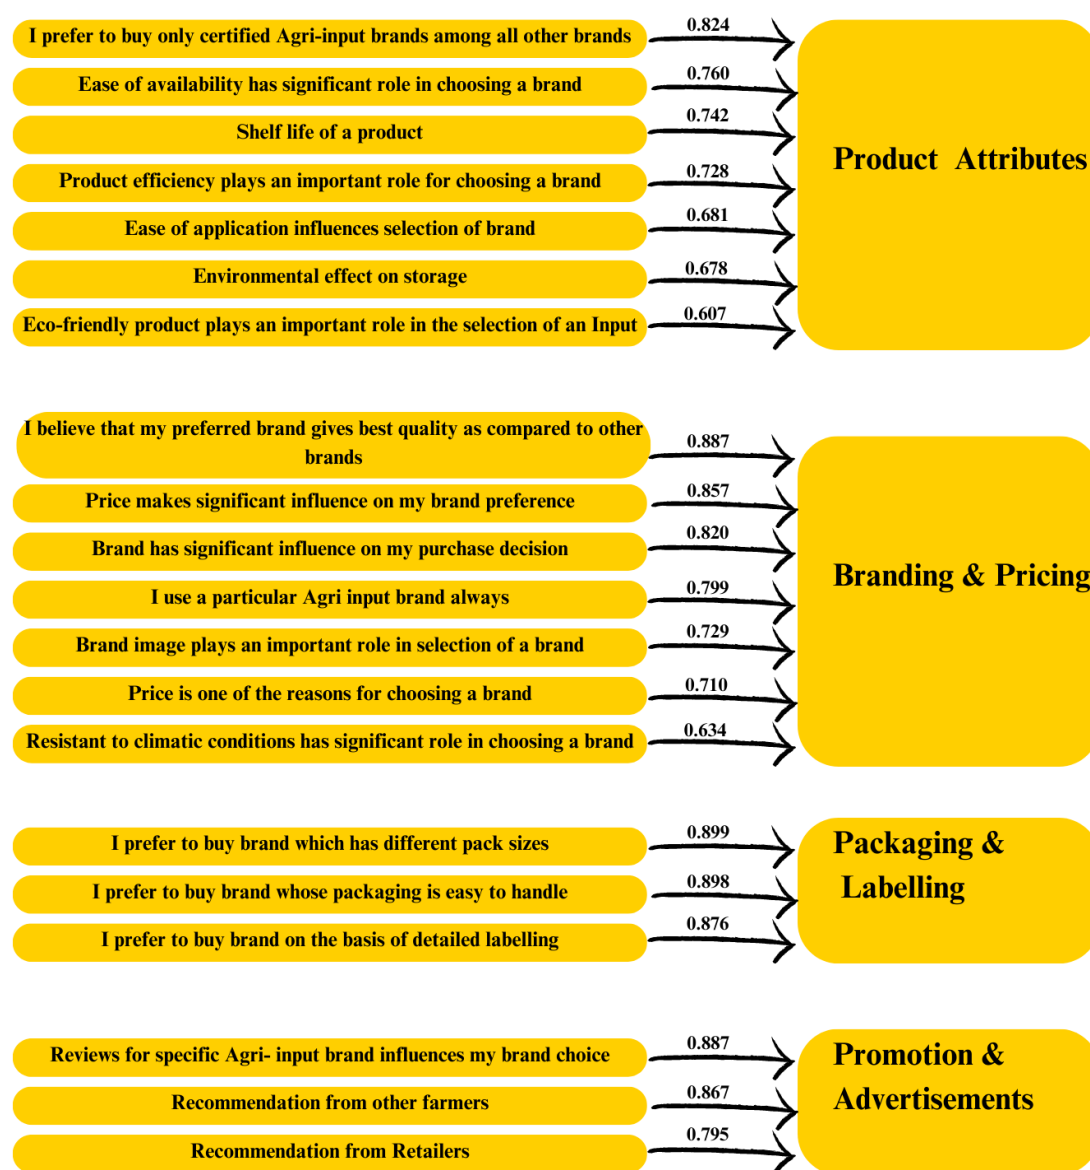 I prefer to buy only certified Agri-input brands among all other brands
0.824
Ease of availability has significant role in choosing a brand
0.760
Shelf life of a product
0.742
Product efficiency plays an important role for choosing a brand
0.728
Ease of application influences selection of brand
0.681
Environmental effect on storage
0.678
Eco-friendly product plays an important role in the selection of an Input
0.607
Product Attributes
I believe that my preferred brand gives best quality as compared to other
brands
0.887
Price makes significant influence on my brand preference
0.857
Brand has significant influence on my purchase decision
0.820
I use a particular Agri input brand always
0.799
Brand image plays an important role in selection of a brand
0.729
Price is one of the reasons for choosing a brand
0.710
Resistant to climatic conditions has significant role in choosing a brand
0.634
Branding & Pricing
I prefer to buy brand which has different pack sizes
0.899
I prefer to buy brand whose packaging is easy to handle
0.898
I prefer to buy brand on the basis of detailed labelling
0.876
Packaging &
Labelling
Reviews for specific Agri- input brand influences my brand choice
0.887
Recommendation from other farmers
0.867
Recommendation from Retailers
0.795
Promotion &
Advertisements